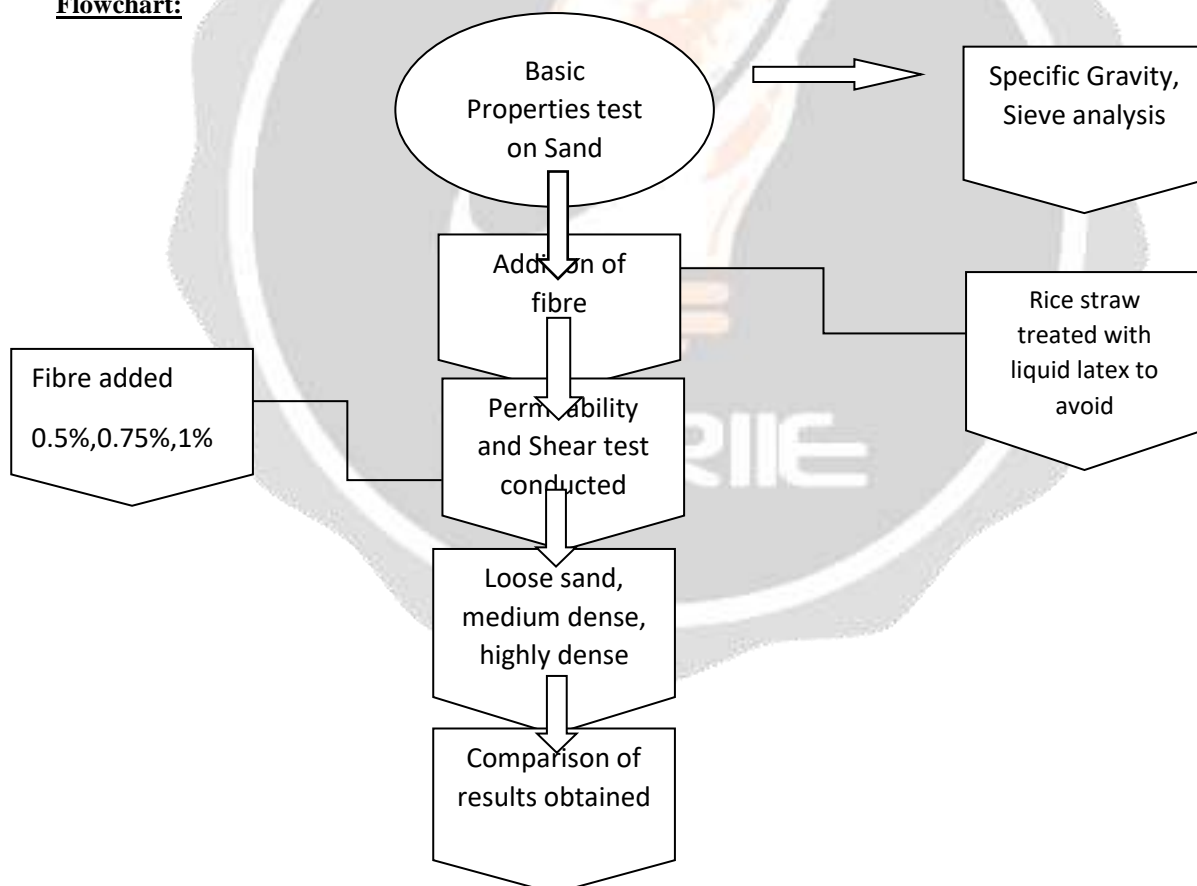 Flowchart:
Basic
Properties test
on Sand
Specific Gravity,
Sieve analysis
Addition of
fibre
Rice straw
treated with
liquid latex to
avoid
Fibre added
0.5%,0.75%,1%
Permeability
and Shear test
conducted
Loose sand,
medium dense,
highly dense
Comparison of
results obtained